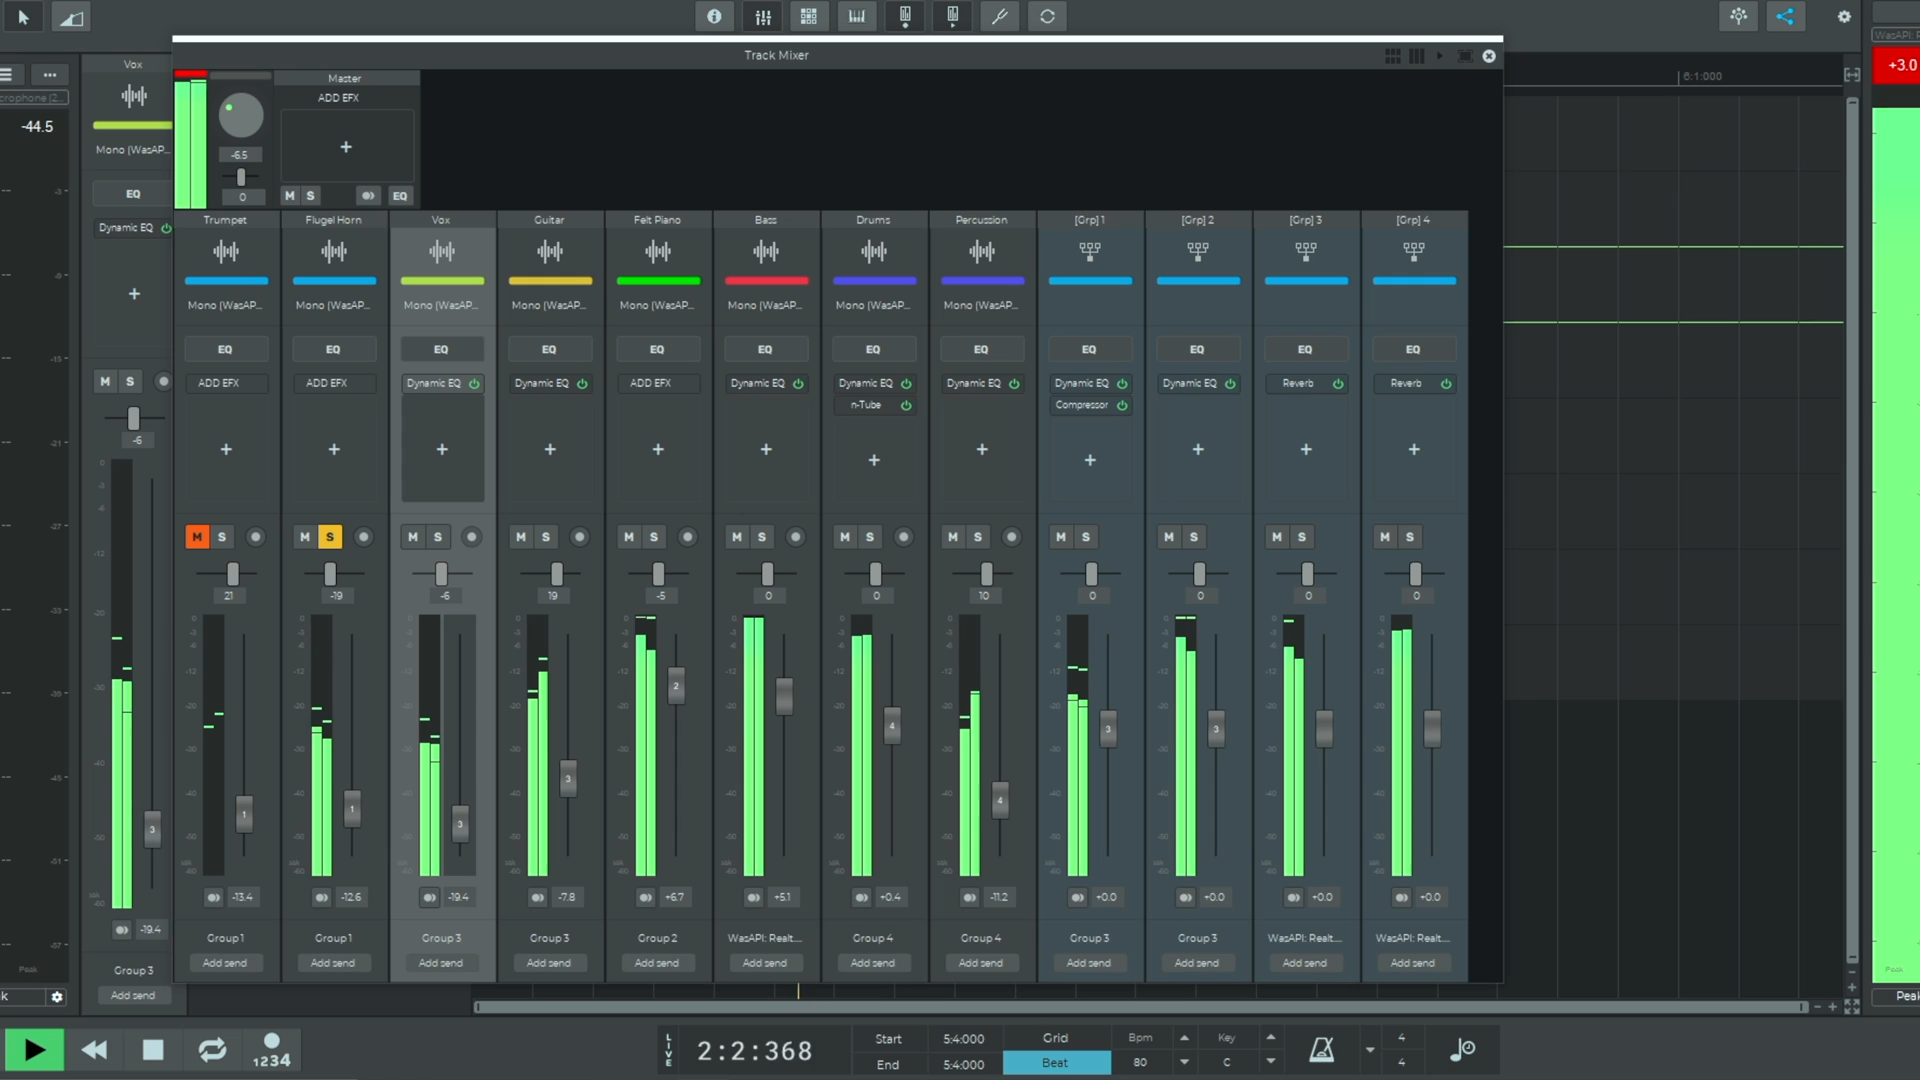 Track Mixer
WasAPI: R
Vox
Master
ADD EFX
6:1:000
+3.0
crophone (2...
-44.5
Mono (WasAP...
+
-6.5
0
M S EQ
EQ
Dynamic EQ
Trumpet Flugel Horn Vox Guitar Felt Piano Bass Drums Percussion [Grp] 1 [Grp] 2 [Grp] 3 [Grp] 4
Mono (WasAP... Mono (WasAP... Mono (WasAP... Mono (WasAP... Mono (WasAP... Mono (WasAP... Mono (WasAP... Mono (WasAP...
EQ EQ EQ EQ EQ EQ EQ EQ EQ EQ EQ EQ
ADD EFX ADD EFX Dynamic EQ Dynamic EQ ADD EFX Dynamic EQ Dynamic EQ Dynamic EQ Dynamic EQ Dynamic EQ Reverb Reverb
n-Tube Compressor
M S
-6
M S M S M S M S M S M S M S M S M S M S M S M S
21 -19 -6 19 -5 0 0 10 0 0 0 0
1 1 3 3 2 4 4 3 3
3
-13.4 -12.6 -19.4 -7.8 +6.7 +5.1 +0.4 -11.2 +0.0 +0.0 +0.0 +0.0
-19.4
Group 1 Group 1 Group 3 Group 3 Group 2 WasAPI: Realt.... Group 4 Group 4 Group 3 Group 3 WasAPI: Realt.... WasAPI: Realt....
Add send Add send Add send Add send Add send Add send Add send Add send Add send Add send Add send Add send
Peak
Group 3
Add send
Peak
Peak
1234
LIVE
2:2:368
Start 5:4:000
End 5:4:000
Grid
Beat
Bpm
80
Key
C
4
4